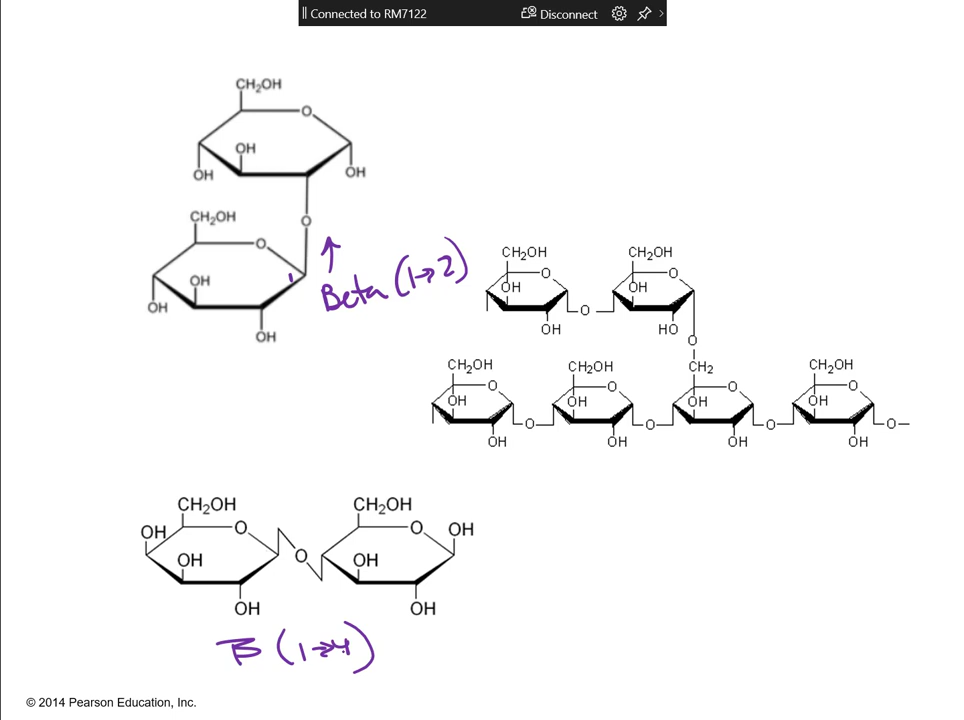 Connected to RM7122 Disconnect
CH₂OH
O
OH
OH
OH
O
CH₂OH
O
OH
OH
OH
Beta (1→2)
CH₂OH CH₂OH
O O
OH OH
O
OH HO
O
CH₂OH CH₂OH CH₂ CH₂OH
O O O O
OH OH OH OH
O O O O
OH OH OH OH
CH₂OH CH₂OH
OH O O OH
OH O OH
OH OH
B (1→4)
© 2014 Pearson Education, Inc.